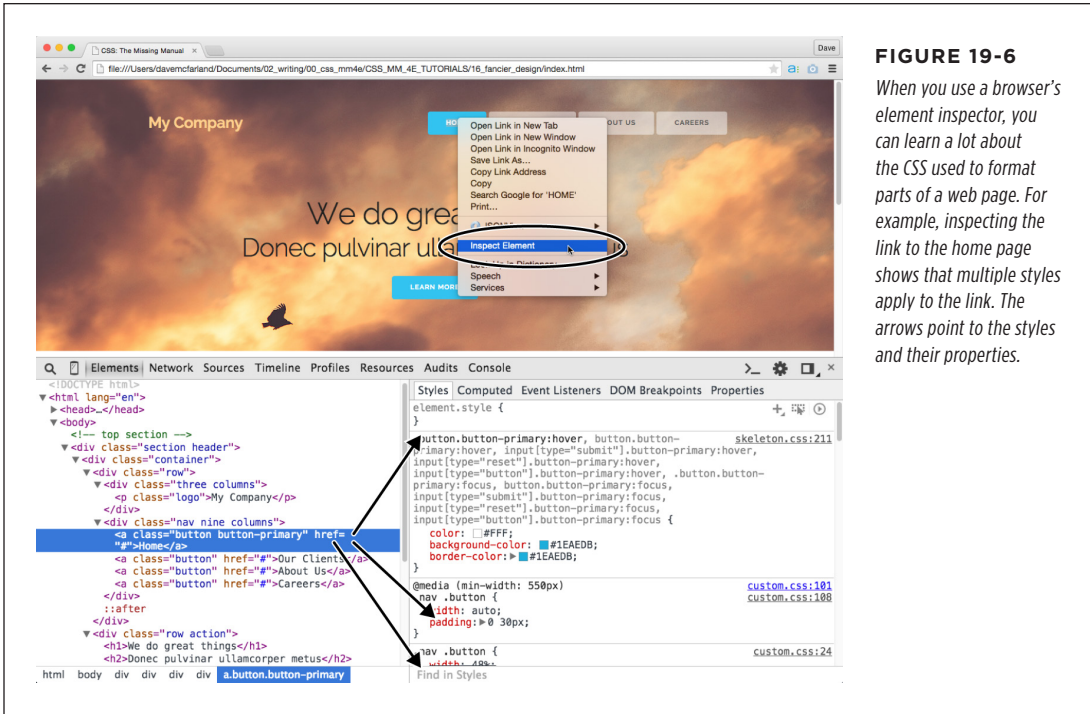 CSS: The Missing Manual ×
Dave
file:///Users/davemcfarland/Documents/02_writing/00_css_mm4e/CSS_MM_4E_TUTORIALS/16_fancier_design/index.html
My Company
OUT US
CAREERS
Open Link in New Tab
Open Link in New Window
Open Link in Incognito Window
Save Link As...
Copy Link Address
Copy
Search Google for 'HOME'
Print...
Inspect Element
Speech
Services
We do grea
Donec pulvinar ulla
us
LEARN MORE
Elements Network Sources Timeline Profiles Resources Audits Console
<!DOCTYPE html>
<html lang="en">
<head>…</head>
<body>
<!-- top section -->
<div class="section header">
<div class="container">
<div class="row">
<div class="three columns">
<p class="logo">My Company</p>
</div>
<div class="nav nine columns">
<a class="button button-primary" href=
"#">Home</a>
<a class="button" href="#">Our Clients</a>
<a class="button" href="#">About Us</a>
<a class="button" href="#">Careers</a>
</div>
::after
</div>
<div class="row action">
<h1>We do great things</h1>
<h2>Donec pulvinar ullamcorper metus</h2>
html body div div div div a.button.button-primary
Styles Computed Event Listeners DOM Breakpoints Properties
element.style {
}
.button.button-primary:hover, button.button-
primary:hover, input[type="submit"].button-primary:hover,
input[type="reset"].button-primary:hover,
input[type="button"].button-primary:hover, .button.button-
primary:focus, button.button-primary:focus,
input[type="submit"].button-primary:focus,
input[type="reset"].button-primary:focus,
input[type="button"].button-primary:focus {
skeleton.css:211
color: #FFF;
background-color: #1EAEDB;
border-color: #1EAEDB;
}
@media (min-width: 550px)
custom.css:101
.nav .button {
custom.css:108
width: auto;
padding: 0 30px;
}
.nav .button {
custom.css:24
width: 48%;
Find in Styles
FIGURE 19-6
When you use a browser's
element inspector, you
can learn a lot about
the CSS used to format
parts of a web page. For
example, inspecting the
link to the home page
shows that multiple styles
apply to the link. The
arrows point to the styles
and their properties.